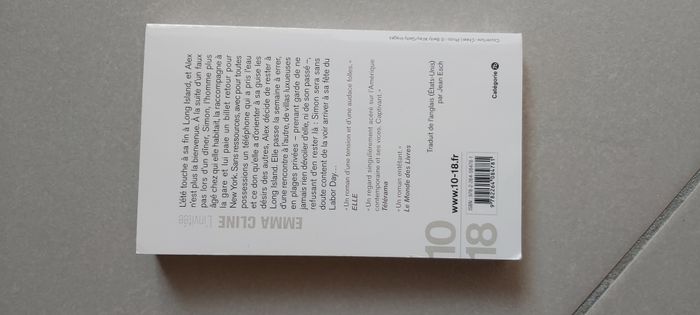 EMMA CLINE
L'invitée
L'été touche à sa fin à Long Island, et Alex
n'est plus la bienvenue. À la suite d'un faux
pas lors d'un dîner, Simon, l'homme plus
âgé chez qui elle habitait, la raccompagne à
la gare et lui paie un billet retour pour
New York. Sans ressources, avec pour toutes
possessions un téléphone qui a pris l'eau
et ce don qu'elle a d'orienter à sa guise les
désirs des autres, Alex décide de rester à
Long Island. Elle passe la semaine à errer,
d'une rencontre à l'autre, de villas luxueuses
en plages privées – prenant garde de ne
jamais rien dévoiler d'elle, ni de son passé –,
refusant d'en rester là : Simon sera sans
doute content de la voir arriver à sa fête du
Labor Day…
« Un roman d'une tension et d'une audace folles. »
ELLE
« Un regard singulièrement acéré sur l'Amérique
contemporaine et ses vices. Captivant. »
Télérama
« Un roman entêtant. »
Le Monde des Livres
Traduit de l'anglais (États-Unis)
par Jean Esch
10
18
www.10-18.fr
ISBN : 978-2-264-08478-1
9782264084781
Catégorie